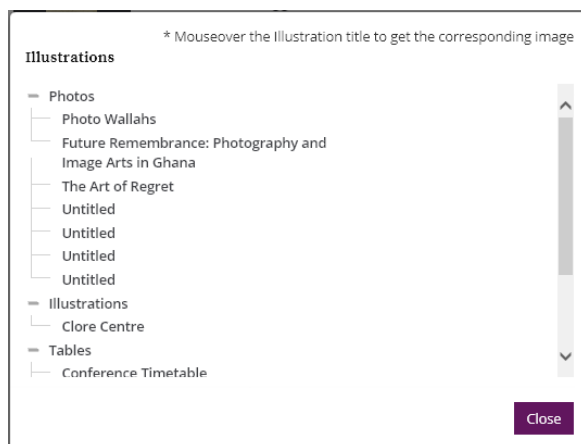 * Mouseover the Illustration title to get the corresponding image
Illustrations
Photos
Photo Wallahs
Future Remembrance: Photography and
Image Arts in Ghana
The Art of Regret
Untitled
Untitled
Untitled
Untitled
Illustrations
Clore Centre
Tables
Conference Timetable
Close